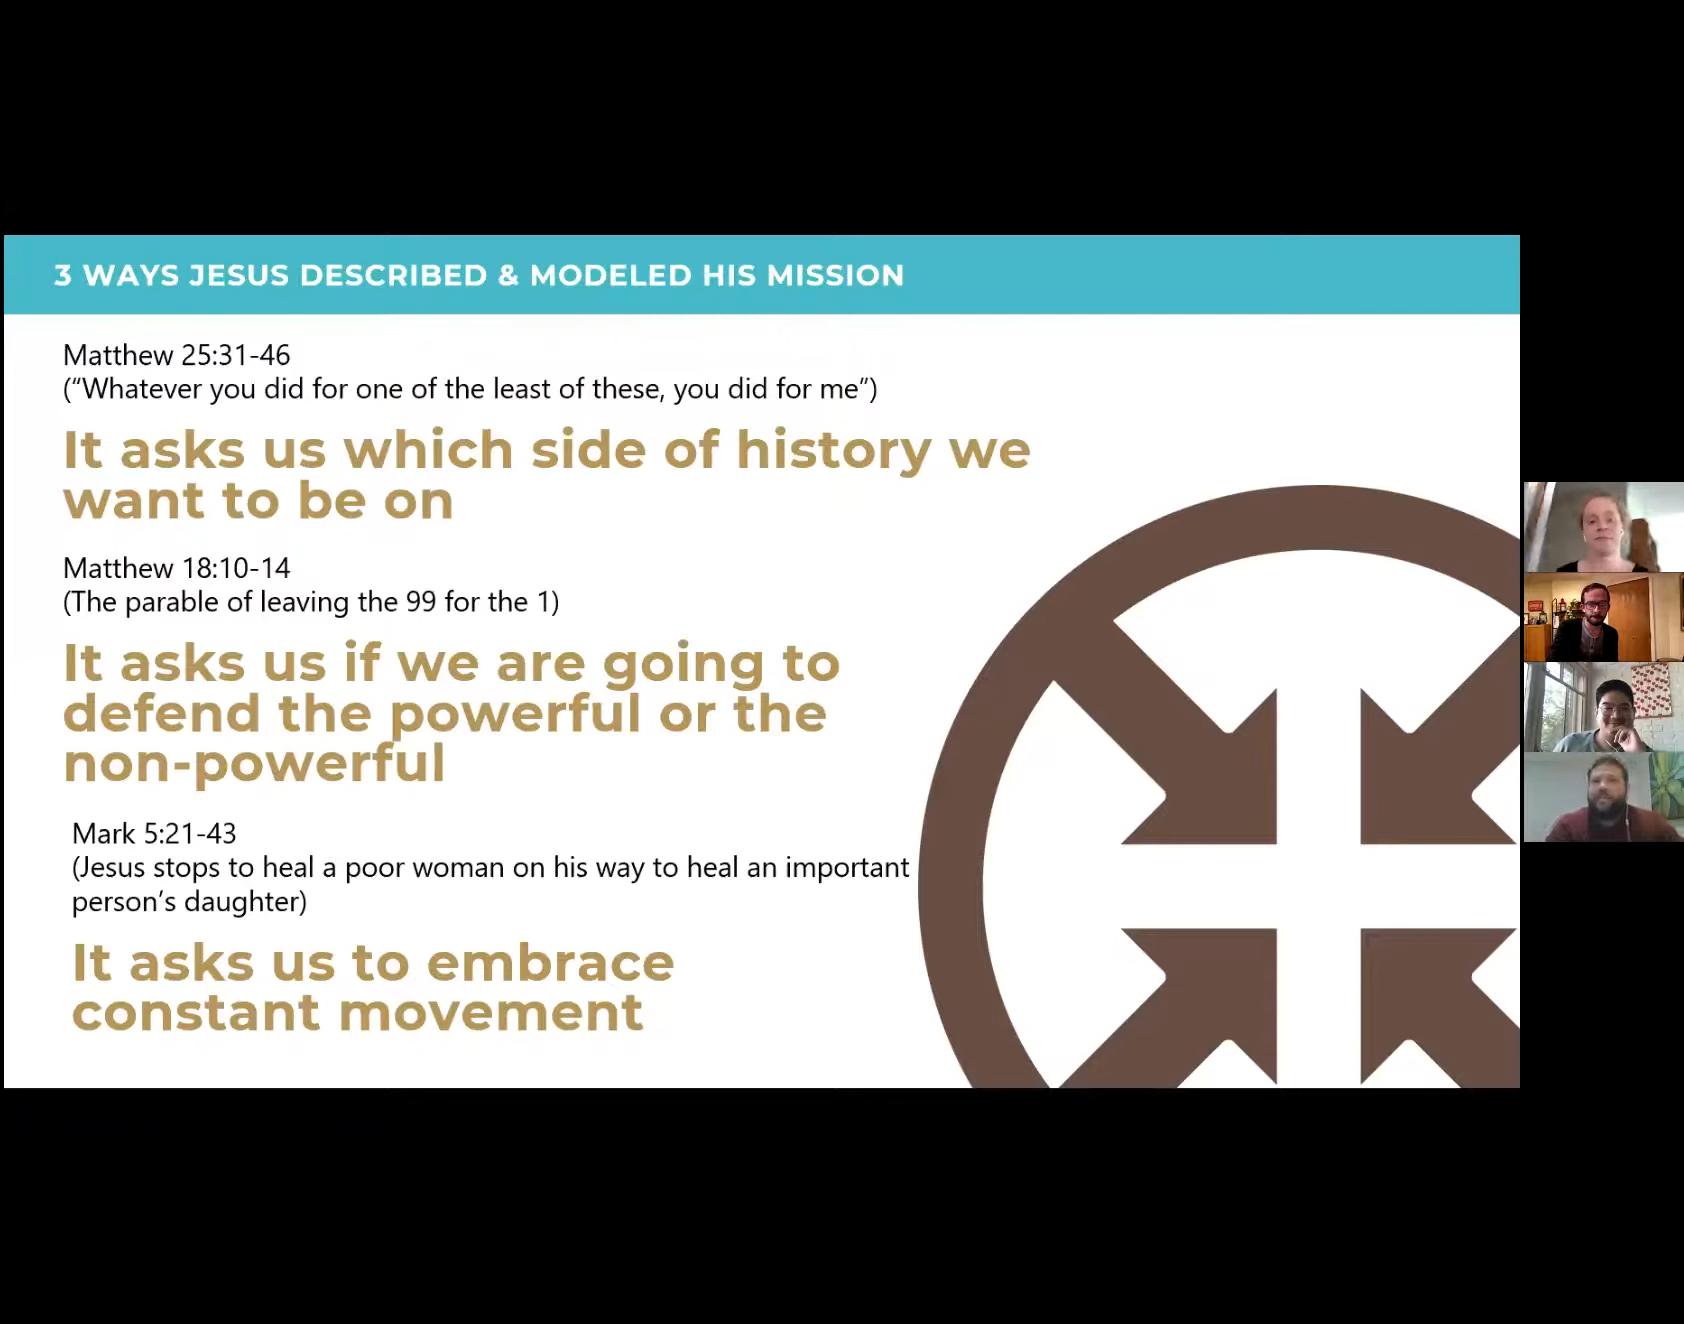 3 WAYS JESUS DESCRIBED & MODELED HIS MISSION
Matthew 25:31-46
(“Whatever you did for one of the least of these, you did for me”)
It asks us which side of history we
want to be on
Matthew 18:10-14
(The parable of leaving the 99 for the 1)
It asks us if we are going to
defend the powerful or the
non-powerful
Mark 5:21-43
(Jesus stops to heal a poor woman on his way to heal an important
person’s daughter)
It asks us to embrace
constant movement